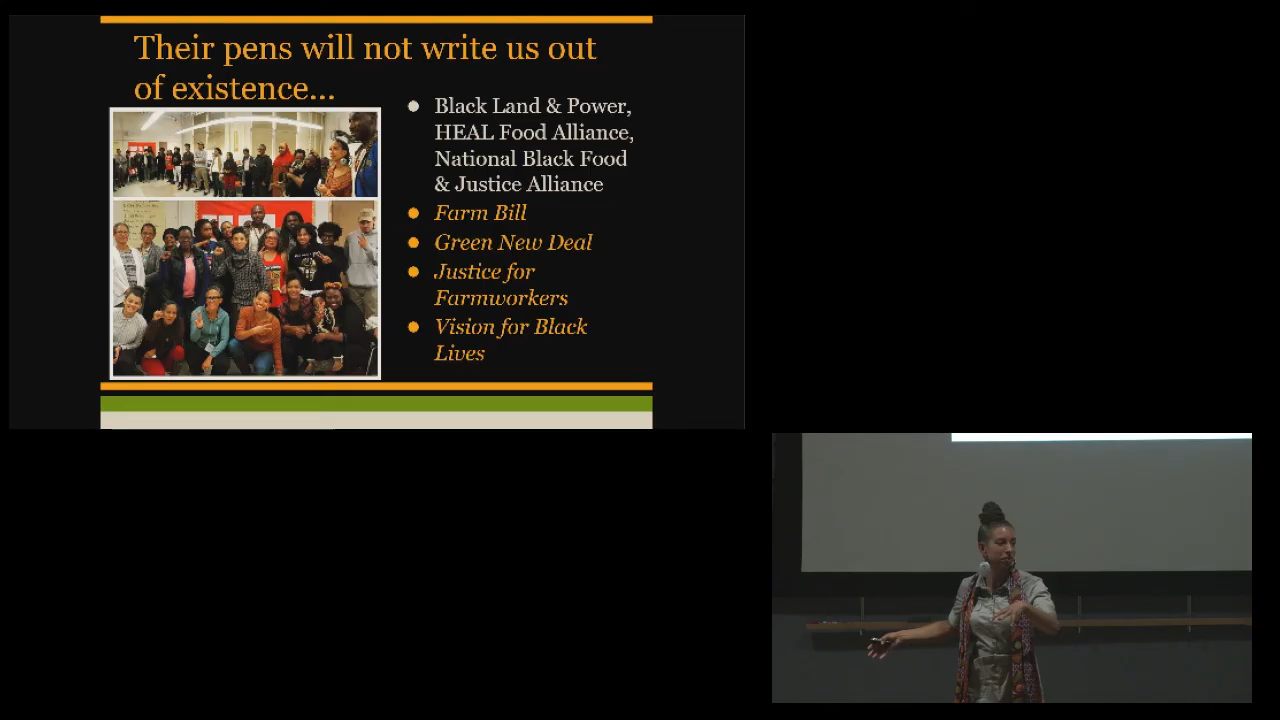 Their pens will not write us out
of existence...
Black Land & Power,
HEAL Food Alliance,
National Black Food
& Justice Alliance
Farm Bill
Green New Deal
Justice for
Farmworkers
Vision for Black
Lives